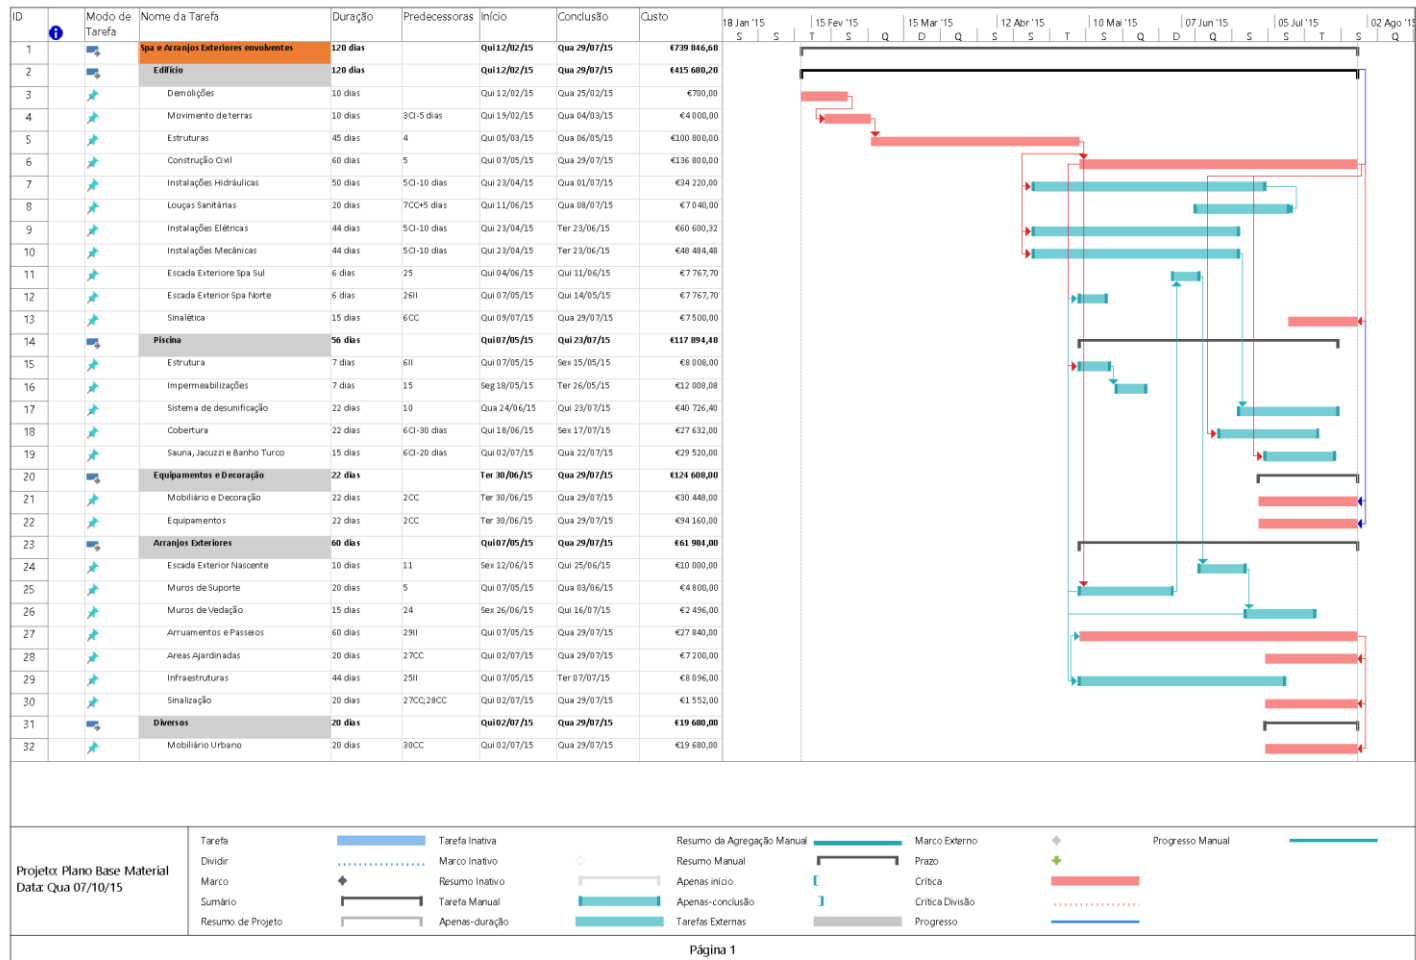 ID Modo de Tarefa Nome da Tarefa Duração Predecessoras Início Conclusão Custo
18 Jan '15 15 Fev '15 15 Mar '15 12 Abr '15 10 Mai '15 07 Jun '15 05 Jul '15 02 Ago '15
S S T S Q D Q S S T S Q D Q S T S Q
1 Spa e Arranjos Exteriores envolventes 120 dias Qui 12/02/15 Qua 29/07/15 €739 846,68
2 Edifício 120 dias Qui 12/02/15 Qua 29/07/15 €415 680,20
3 Demolições 10 dias Qui 12/02/15 Qua 25/02/15 €700,00
4 Movimento de terras 10 dias 3CI-5 dias Qui 19/02/15 Qua 04/03/15 €4 000,00
5 Estruturas 45 dias 4 Qui 05/03/15 Qua 06/05/15 €100 800,00
6 Construção Civil 60 dias 5 Qui 07/05/15 Qua 29/07/15 €136 800,00
7 Instalações Hidráulicas 50 dias 5CI-10 dias Qui 23/04/15 Qua 01/07/15 €34 220,00
8 Louças Sanitárias 20 dias 7CC+5 dias Qui 11/06/15 Qua 08/07/15 €7 040,00
9 Instalações Elétricas 44 dias 5CI-10 dias Qui 23/04/15 Ter 23/06/15 €60 600,32
10 Instalações Mecânicas 44 dias 5CI-10 dias Qui 23/04/15 Ter 23/06/15 €48 484,48
11 Escada Exteriore Spa Sul 6 dias 25 Qui 04/06/15 Qui 11/06/15 €7 767,70
12 Escada Exterior Spa Norte 6 dias 26II Qui 07/05/15 Qui 14/05/15 €7 767,70
13 Sinalética 15 dias 6CC Qui 09/07/15 Qua 29/07/15 €7 500,00
14 Piscina 56 dias Qui 07/05/15 Qui 23/07/15 €117 894,48
15 Estrutura 7 dias 6II Qui 07/05/15 Sex 15/05/15 €8 008,00
16 Impermeabilizações 7 dias 15 Seg 18/05/15 Ter 26/05/15 €12 008,08
17 Sistema de desunificação 22 dias 10 Qua 24/06/15 Qui 23/07/15 €40 726,40
18 Cobertura 22 dias 6CI-30 dias Qui 18/06/15 Sex 17/07/15 €27 632,00
19 Sauna, Jacuzzi e Banho Turco 15 dias 6CI-20 dias Qui 02/07/15 Qua 22/07/15 €29 520,00
20 Equipamentos e Decoração 22 dias Ter 30/06/15 Qua 29/07/15 €124 608,00
21 Mobiliário e Decoração 22 dias 2CC Ter 30/06/15 Qua 29/07/15 €30 448,00
22 Equipamentos 22 dias 2CC Ter 30/06/15 Qua 29/07/15 €94 160,00
23 Arranjos Exteriores 60 dias Qui 07/05/15 Qua 29/07/15 €61 984,00
24 Escada Exterior Nascente 10 dias 11 Sex 12/06/15 Qui 25/06/15 €10 000,00
25 Muros de Suporte 20 dias 5 Qui 07/05/15 Qua 03/06/15 €4 800,00
26 Muros de Vedação 15 dias 24 Sex 26/06/15 Qui 16/07/15 €2 496,00
27 Arruamentos e Passeios 60 dias 29II Qui 07/05/15 Qua 29/07/15 €27 840,00
28 Areas Ajardinadas 20 dias 27CC Qui 02/07/15 Qua 29/07/15 €7 200,00
29 Infraestruturas 44 dias 25II Qui 07/05/15 Ter 07/07/15 €8 096,00
30 Sinalização 20 dias 27CC;28CC Qui 02/07/15 Qua 29/07/15 €1 552,00
31 Diversos 20 dias Qui 02/07/15 Qua 29/07/15 €19 680,00
32 Mobiliário Urbano 20 dias 30CC Qui 02/07/15 Qua 29/07/15 €19 680,00
Projeto: Plano Base Material
Data: Qua 07/10/15
Tarefa Tarefa Inativa Resumo da Agregação Manual Marco Externo Progresso Manual
Dividir Marco Inativo Resumo Manual Prazo
Marco Resumo Inativo Apenas início Crítica
Sumário Tarefa Manual Apenas-conclusão Crítica Divisão
Resumo de Projeto Apenas-duração Tarefas Externas Progresso
Página 1